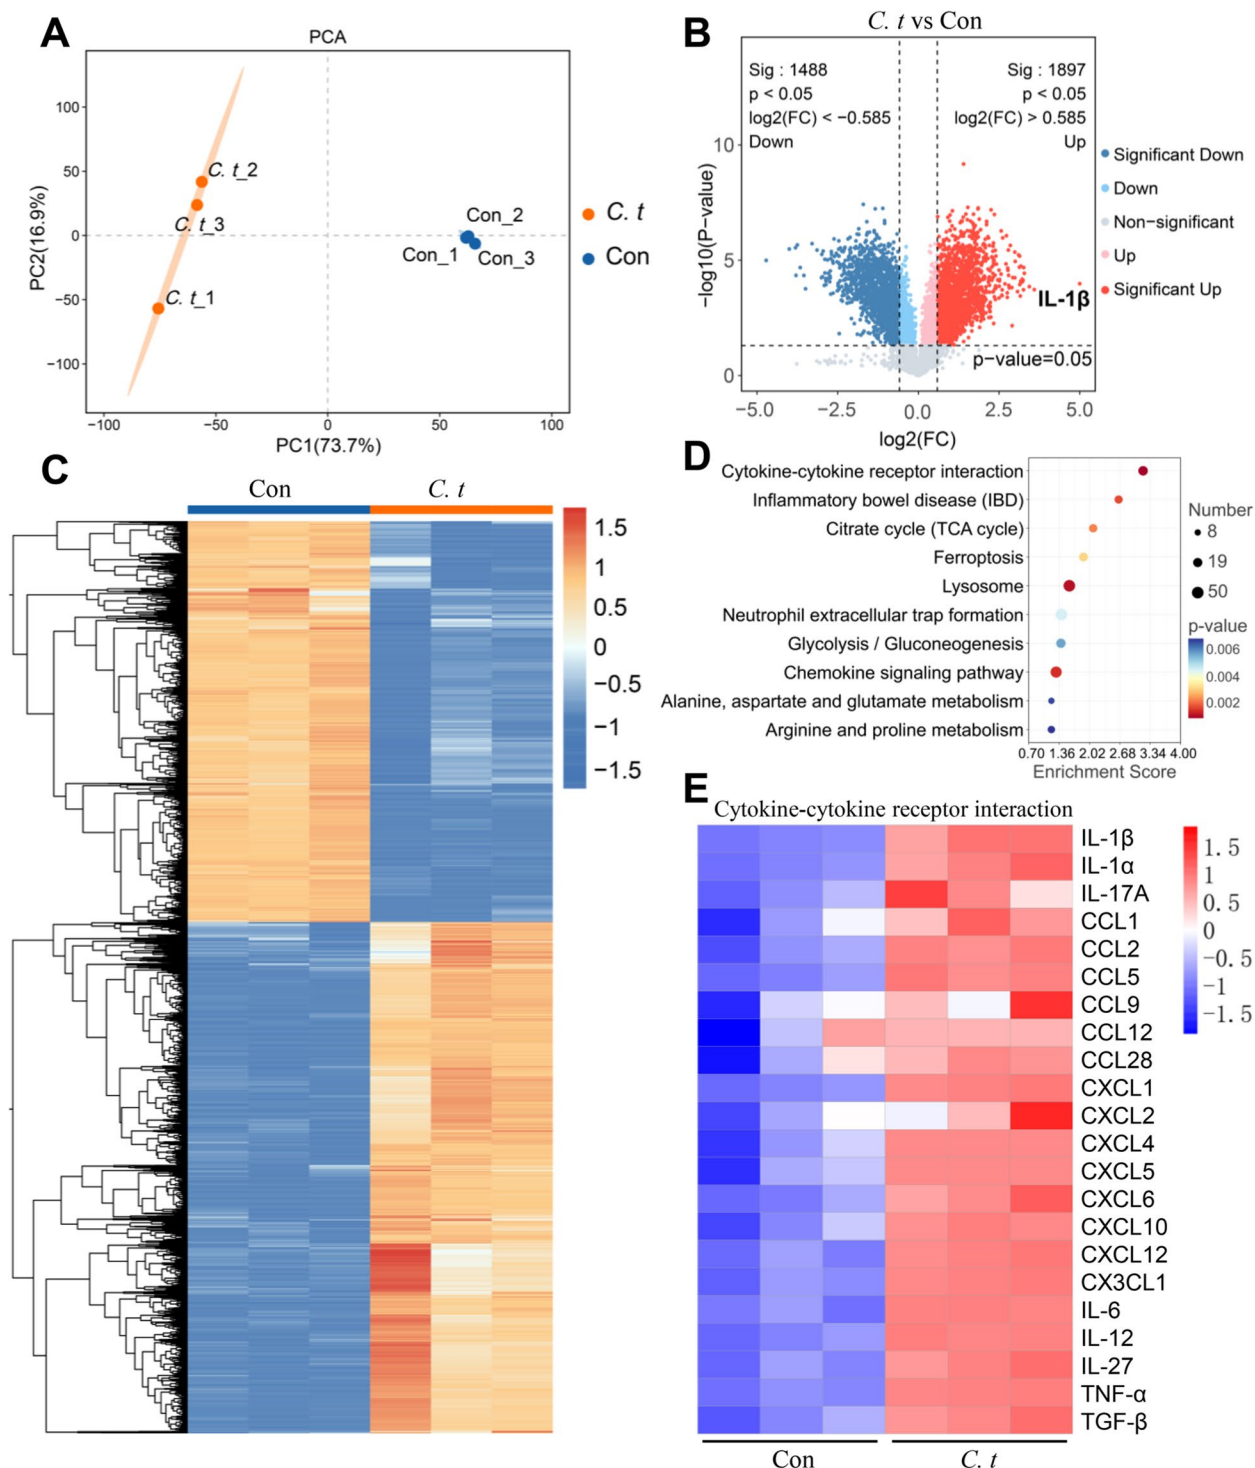 A
PCA
PC2(16.9%)
100
50
0
−50
−100
C. t_2
C. t_3
C. t_1
Con_2
Con_1
Con_3
C. t
Con
−100
−50
0
50
100
PC1(73.7%)
B
C. t vs Con
Sig : 1488
p < 0.05
log2(FC) < −0.585
Down
Sig : 1897
p < 0.05
log2(FC) > 0.585
Up
−log10(P−value)
10
5
0
IL-1β
p−value=0.05
−5.0
−2.5
0.0
2.5
5.0
log2(FC)
Significant Down
Down
Non−significant
Up
Significant Up
C
Con
C. t
1.5
1
0.5
0
−0.5
−1
−1.5
D
Cytokine-cytokine receptor interaction
Inflammatory bowel disease (IBD)
Citrate cycle (TCA cycle)
Ferroptosis
Lysosome
Neutrophil extracellular trap formation
Glycolysis / Gluconeogenesis
Chemokine signaling pathway
Alanine, aspartate and glutamate metabolism
Arginine and proline metabolism
0.70 1.36 2.02 2.68 3.34 4.00
Enrichment Score
Number
8
19
50
p-value
0.006
0.004
0.002
E
Cytokine-cytokine receptor interaction
IL-1β
IL-1α
IL-17A
CCL1
CCL2
CCL5
CCL9
CCL12
CCL28
CXCL1
CXCL2
CXCL4
CXCL5
CXCL6
CXCL10
CXCL12
CX3CL1
IL-6
IL-12
IL-27
TNF-α
TGF-β
Con
C. t
1.5
1
0.5
0
−0.5
−1
−1.5